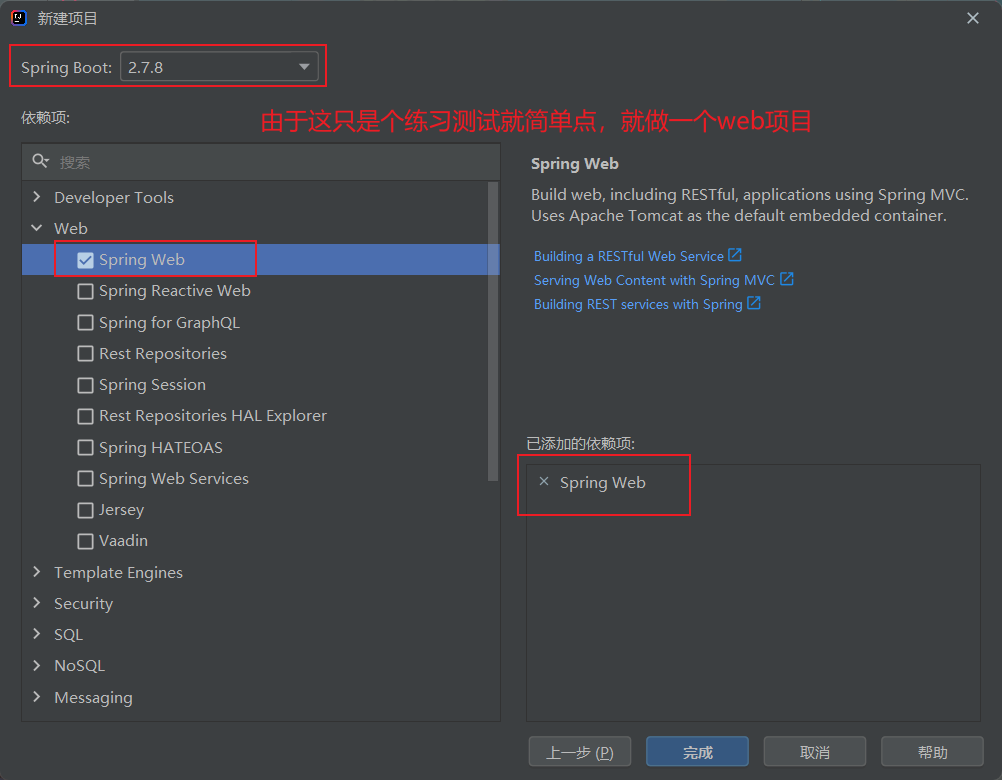 新建项目
Spring Boot: 2.7.8
依赖项:
由于这只是个练习测试就简单点，就做一个web项目
搜索
Developer Tools
Web
Spring Web
Spring Reactive Web
Spring for GraphQL
Rest Repositories
Spring Session
Rest Repositories HAL Explorer
Spring HATEOAS
Spring Web Services
Jersey
Vaadin
Template Engines
Security
SQL
NoSQL
Messaging
Spring Web
Build web, including RESTful, applications using Spring MVC.
Uses Apache Tomcat as the default embedded container.
Building a RESTful Web Service
Serving Web Content with Spring MVC
Building REST services with Spring
已添加的依赖项:
Spring Web
上一步 (P) 完成 取消 帮助